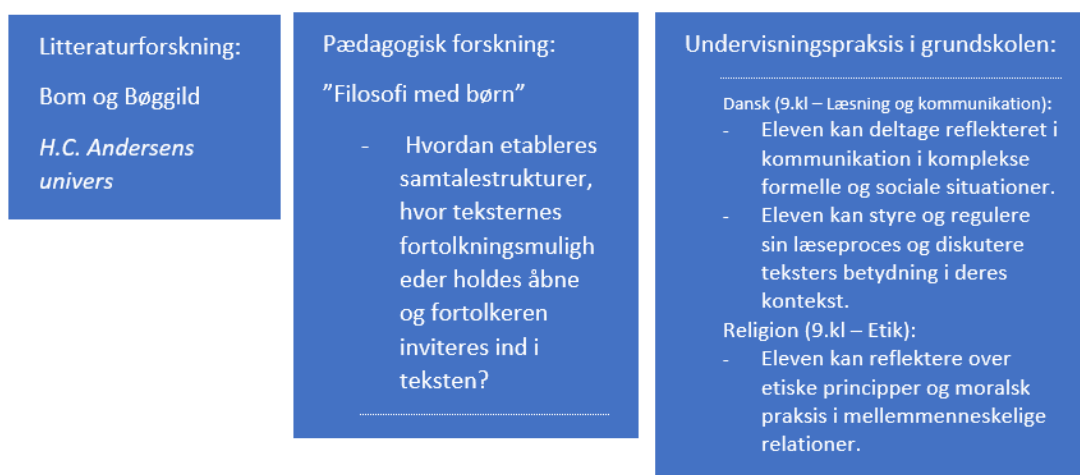 Litteraturforskning:
Bom og Bøggild
H.C. Andersens
univers
Pædagogisk forskning:
”Filosofi med børn”
- Hvordan etableres
samtalestrukturer,
hvor teksternes
fortolkningsmuligh
eder holdes åbne
og fortolkeren
inviteres ind i
teksten?
Undervisningspraksis i grundskolen:
Dansk (9.kl – Læsning og kommunikation):
- Eleven kan deltage reflekteret i
kommunikation i komplekse
formelle og sociale situationer.
- Eleven kan styre og regulere
sin læseproces og diskutere
teksters betydning i deres
kontekst.
Religion (9.kl – Etik):
- Eleven kan reflektere over
etiske principper og moralsk
praksis i mellemmenneskelige
relationer.